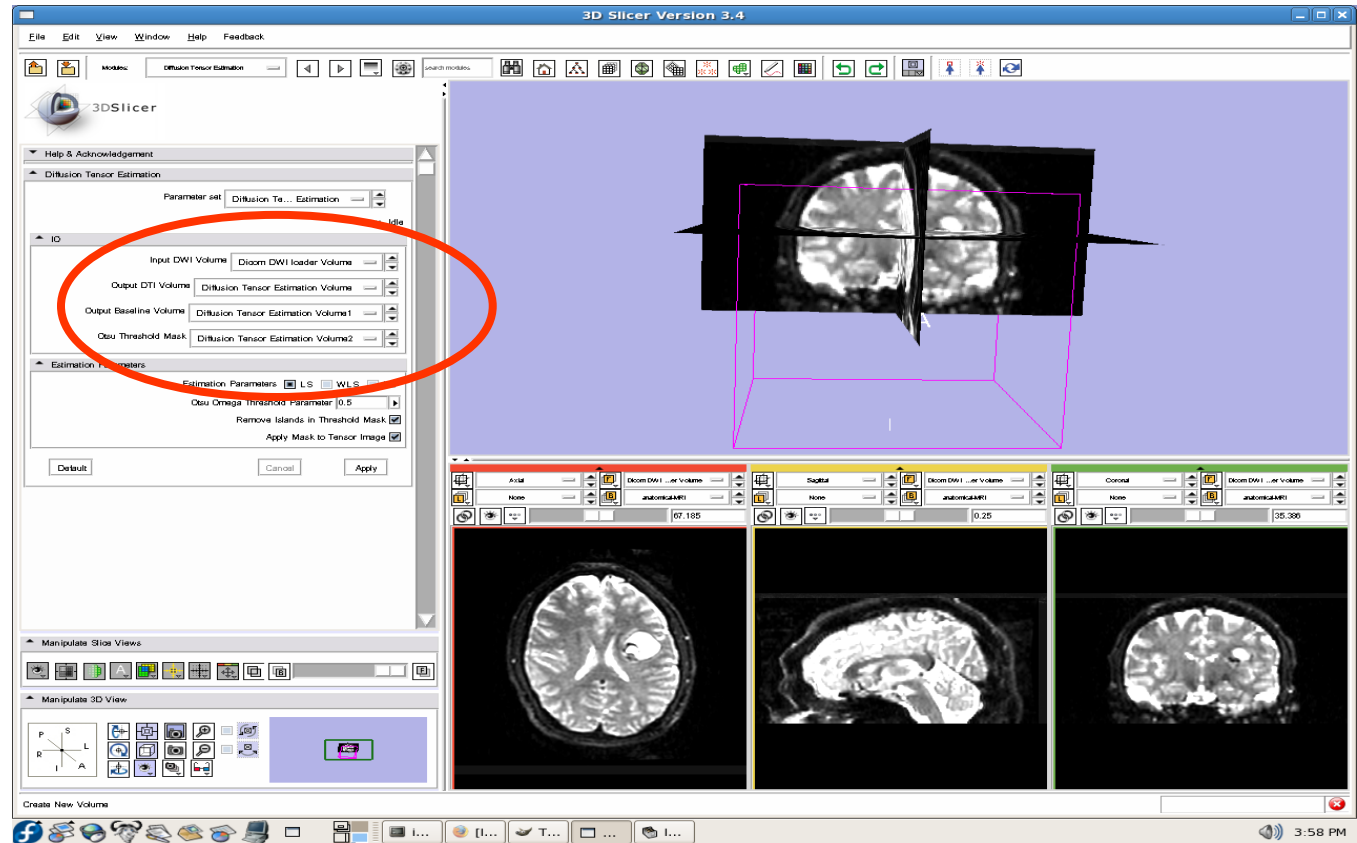 3D Slicer Version 3.4
File Edit View Window Help Feedback
Modules: Diffusion Tensor Estimation search modules
3DSlicer
Help & Acknowledgement
Diffusion Tensor Estimation
Parameter set Diffusion Te... Estimation
Idle
IO
Input DWI Volume Dicom DWI loader Volume
Output DTI Volume Diffusion Tensor Estimation Volume
Output Baseline Volume Diffusion Tensor Estimation Volume1
Otsu Threshold Mask Diffusion Tensor Estimation Volume2
Estimation Parameters
Estimation Parameters LS WLS
Otsu Omega Threshold Parameter 0.5
Remove Islands in Threshold Mask
Apply Mask to Tensor Image
Default Cancel Apply
A
I
Axial Dicom DWI ...er Volume
None anatomical-MRI
67.185
Sagittal Dicom DWI ...er Volume
None anatomical-MRI
0.25
Coronal Dicom DWI ...er Volume
None anatomical-MRI
35.386
Manipulate Slice Views
Manipulate 3D View
P S
R L
I A
Create New Volume
i... [I... T... ... I...
3:58 PM